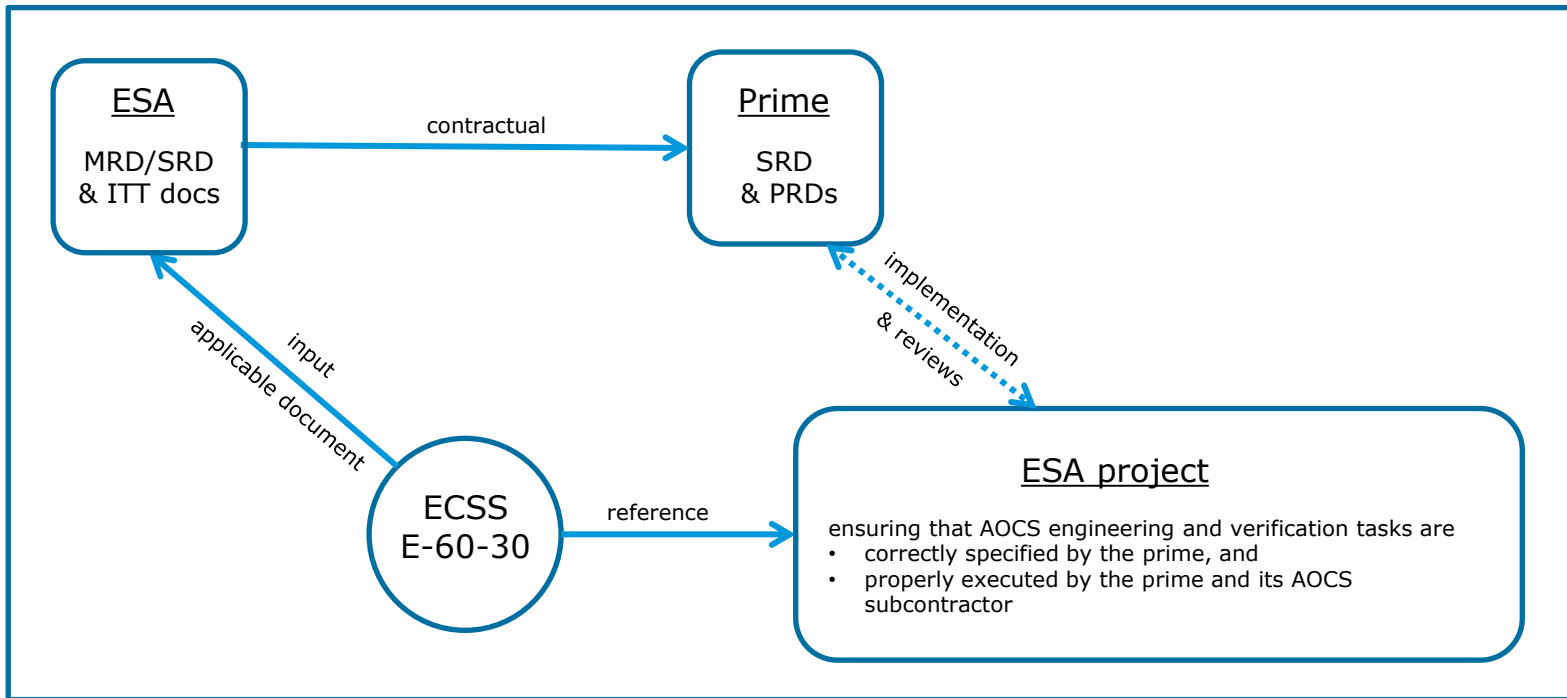 ESA
MRD/SRD
& ITT docs
contractual
Prime
SRD
& PRDs
implementation
& reviews
input
applicable document
ECSS
E-60-30
reference
ESA project
ensuring that AOCS engineering and verification tasks are
• correctly specified by the prime, and
• properly executed by the prime and its AOCS
subcontractor